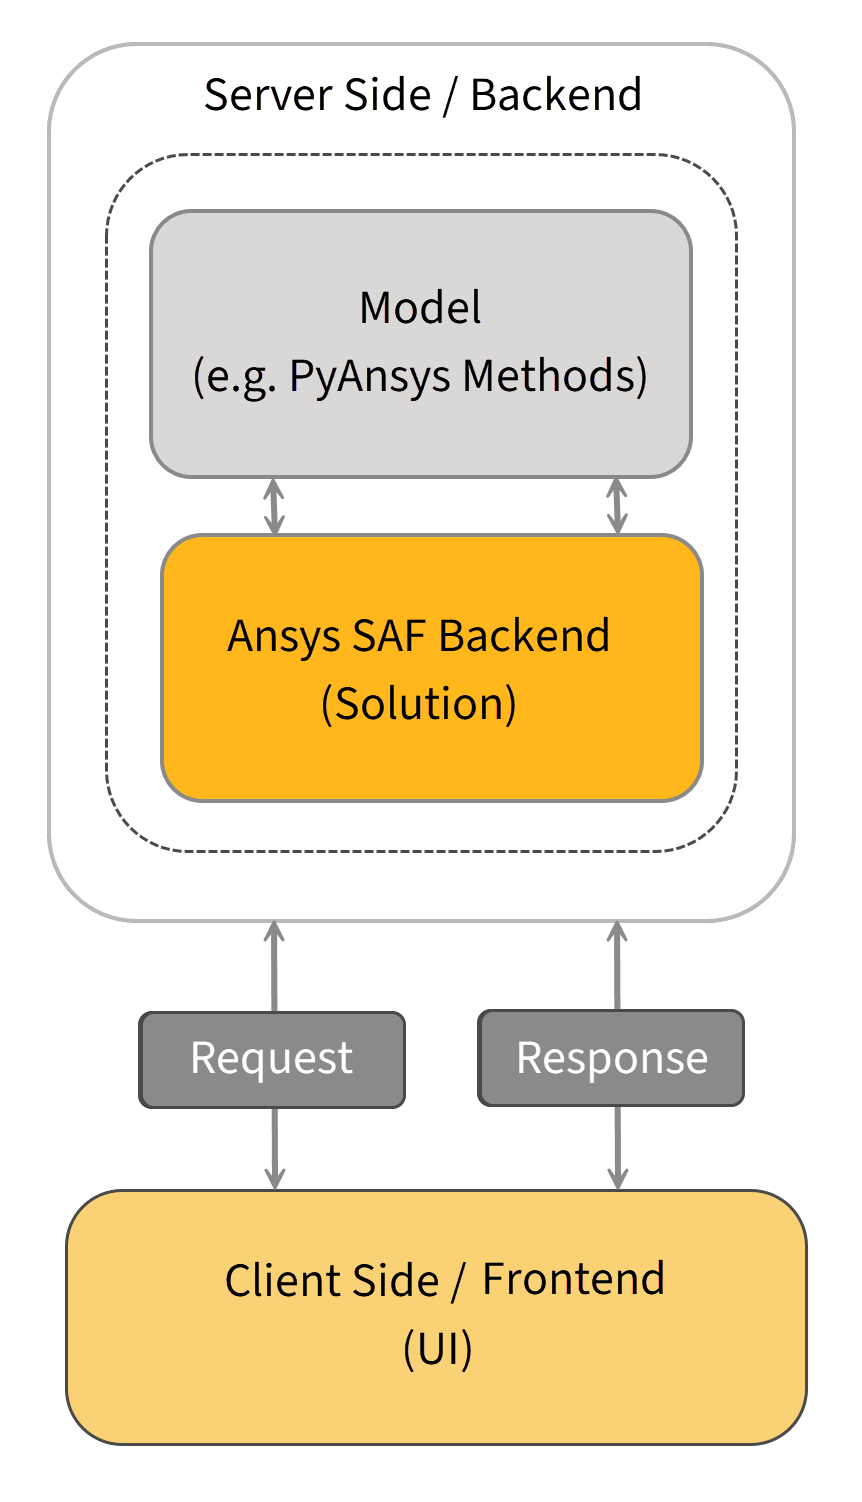 Server Side / Backend
Model
(e.g. PyAnsys Methods)
Ansys SAF Backend
(Solution)
Request
Response
Client Side / Frontend
(UI)